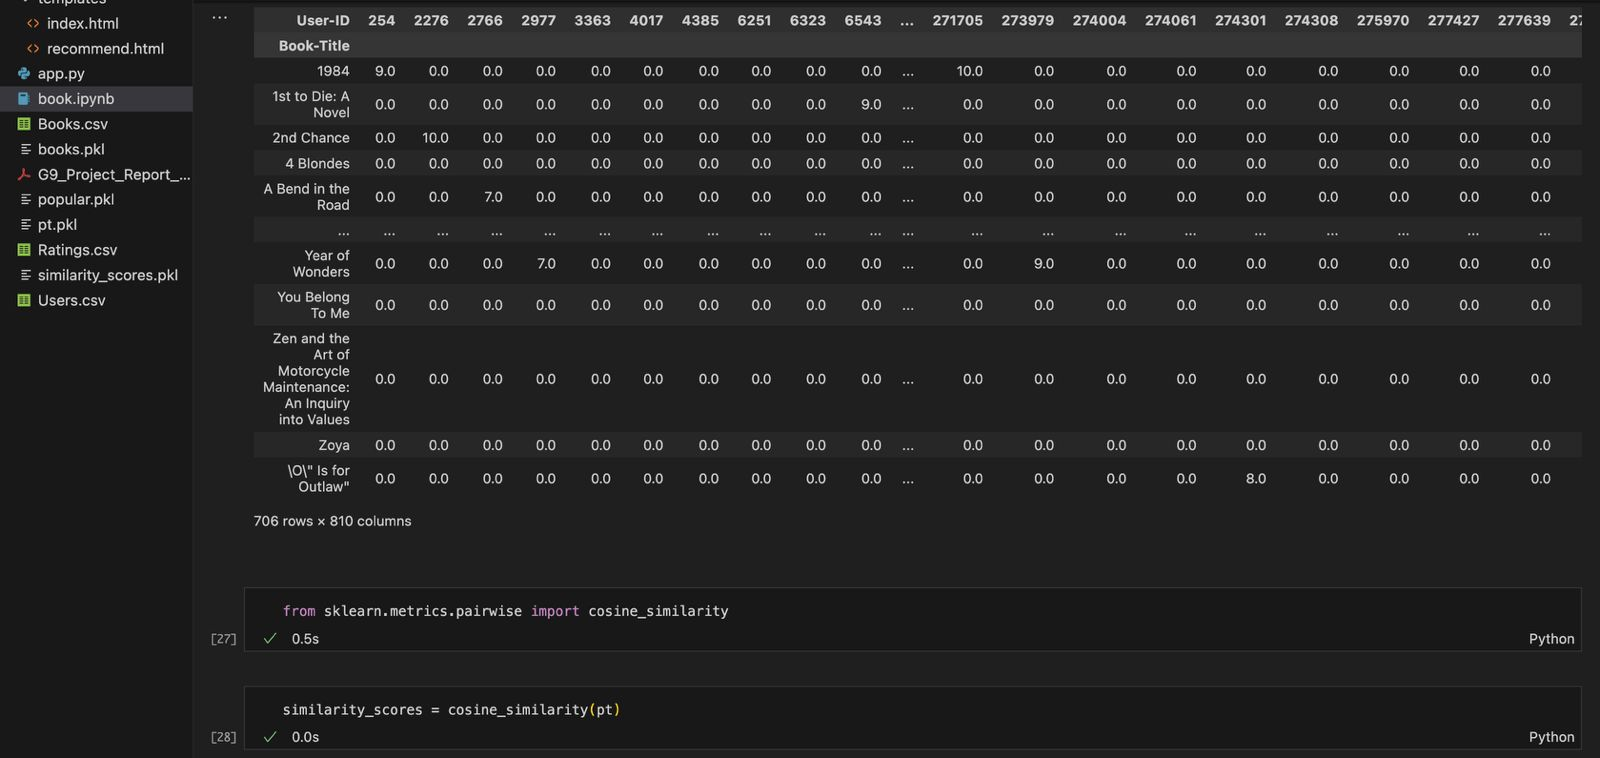 index.html
recommend.html
app.py
book.ipynb
Books.csv
books.pkl
G9_Project_Report_...
popular.pkl
pt.pkl
Ratings.csv
similarity_scores.pkl
Users.csv
...
User-ID 254 2276 2766 2977 3363 4017 4385 6251 6323 6543 ... 271705 273979 274004 274061 274301 274308 275970 277427 277639
Book-Title
1984 9.0 0.0 0.0 0.0 0.0 0.0 0.0 0.0 0.0 0.0 ... 10.0 0.0 0.0 0.0 0.0 0.0 0.0 0.0 0.0
1st to Die: A
Novel 0.0 0.0 0.0 0.0 0.0 0.0 0.0 0.0 0.0 9.0 ... 0.0 0.0 0.0 0.0 0.0 0.0 0.0 0.0 0.0
2nd Chance 0.0 10.0 0.0 0.0 0.0 0.0 0.0 0.0 0.0 0.0 ... 0.0 0.0 0.0 0.0 0.0 0.0 0.0 0.0 0.0
4 Blondes 0.0 0.0 0.0 0.0 0.0 0.0 0.0 0.0 0.0 0.0 ... 0.0 0.0 0.0 0.0 0.0 0.0 0.0 0.0 0.0
A Bend in the
Road 0.0 0.0 7.0 0.0 0.0 0.0 0.0 0.0 0.0 0.0 ... 0.0 0.0 0.0 0.0 0.0 0.0 0.0 0.0 0.0
... ... ... ... ... ... ... ... ... ... ... ... ... ... ... ... ... ... ... ... ...
Year of
Wonders 0.0 0.0 0.0 7.0 0.0 0.0 0.0 0.0 0.0 0.0 ... 0.0 9.0 0.0 0.0 0.0 0.0 0.0 0.0 0.0
You Belong
To Me 0.0 0.0 0.0 0.0 0.0 0.0 0.0 0.0 0.0 0.0 ... 0.0 0.0 0.0 0.0 0.0 0.0 0.0 0.0 0.0
Zen and the
Art of
Motorcycle
Maintenance: 0.0 0.0 0.0 0.0 0.0 0.0 0.0 0.0 0.0 0.0 ... 0.0 0.0 0.0 0.0 0.0 0.0 0.0 0.0 0.0
An Inquiry
into Values
Zoya 0.0 0.0 0.0 0.0 0.0 0.0 0.0 0.0 0.0 0.0 ... 0.0 0.0 0.0 0.0 0.0 0.0 0.0 0.0 0.0
\O\" Is for
Outlaw" 0.0 0.0 0.0 0.0 0.0 0.0 0.0 0.0 0.0 0.0 ... 0.0 0.0 0.0 0.0 8.0 0.0 0.0 0.0 0.0
706 rows × 810 columns
from sklearn.metrics.pairwise import cosine_similarity
[27] 0.5s Python
similarity_scores = cosine_similarity(pt)
[28] 0.0s Python